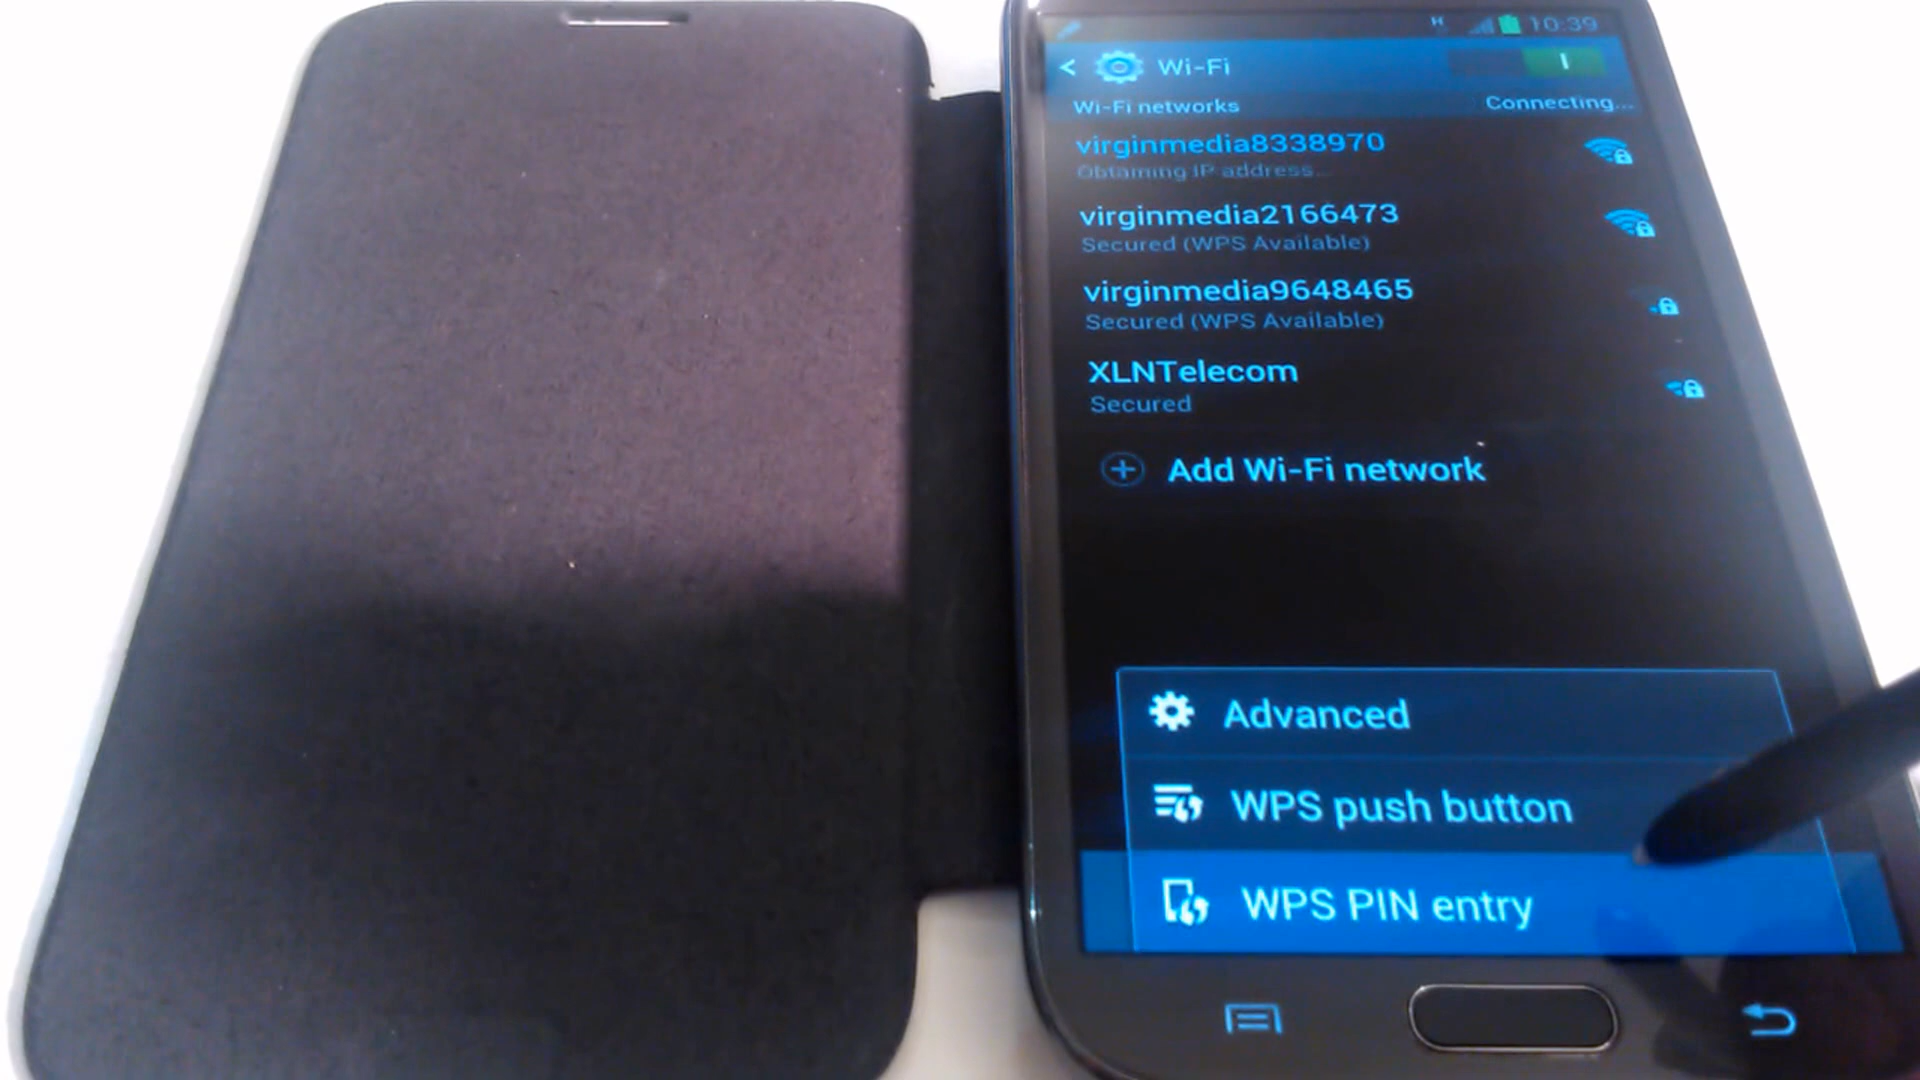 H 10:39
< Wi-Fi
Wi-Fi networks Connecting...
virginmedia8338970
Obtaining IP address...
virginmedia2166473
Secured (WPS Available)
virginmedia9648465
Secured (WPS Available)
XLNTelecom
Secured
Add Wi-Fi network
Advanced
WPS push button
WPS PIN entry